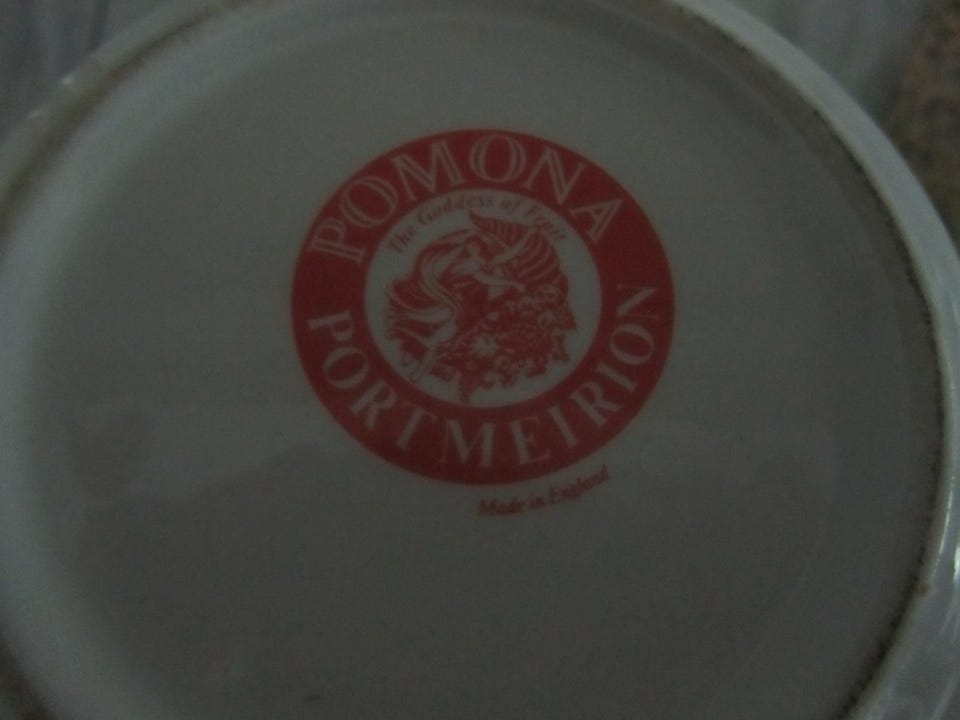 POMONA
The Goddess of Fruit
PORTMEIRION
Made in England